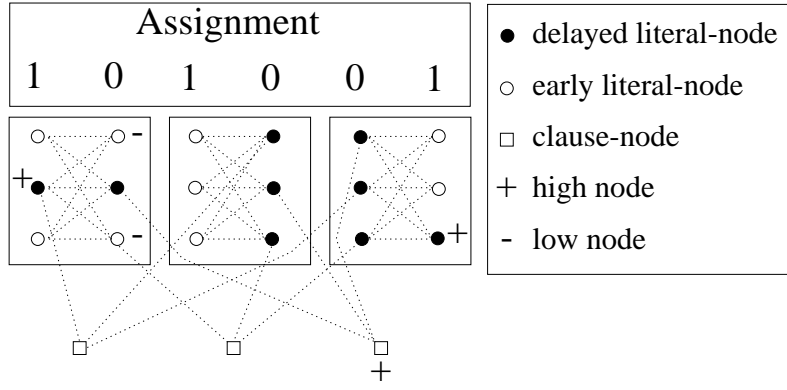 Assignment
1 0 1 0 0 1
- + - +
+
● delayed literal-node
○ early literal-node
□ clause-node
+ high node
- low node